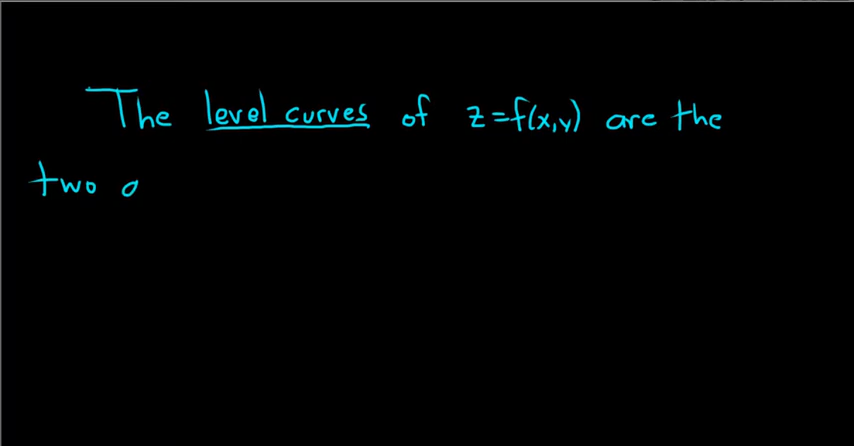 The level curves of z=f(x,y) are the
two